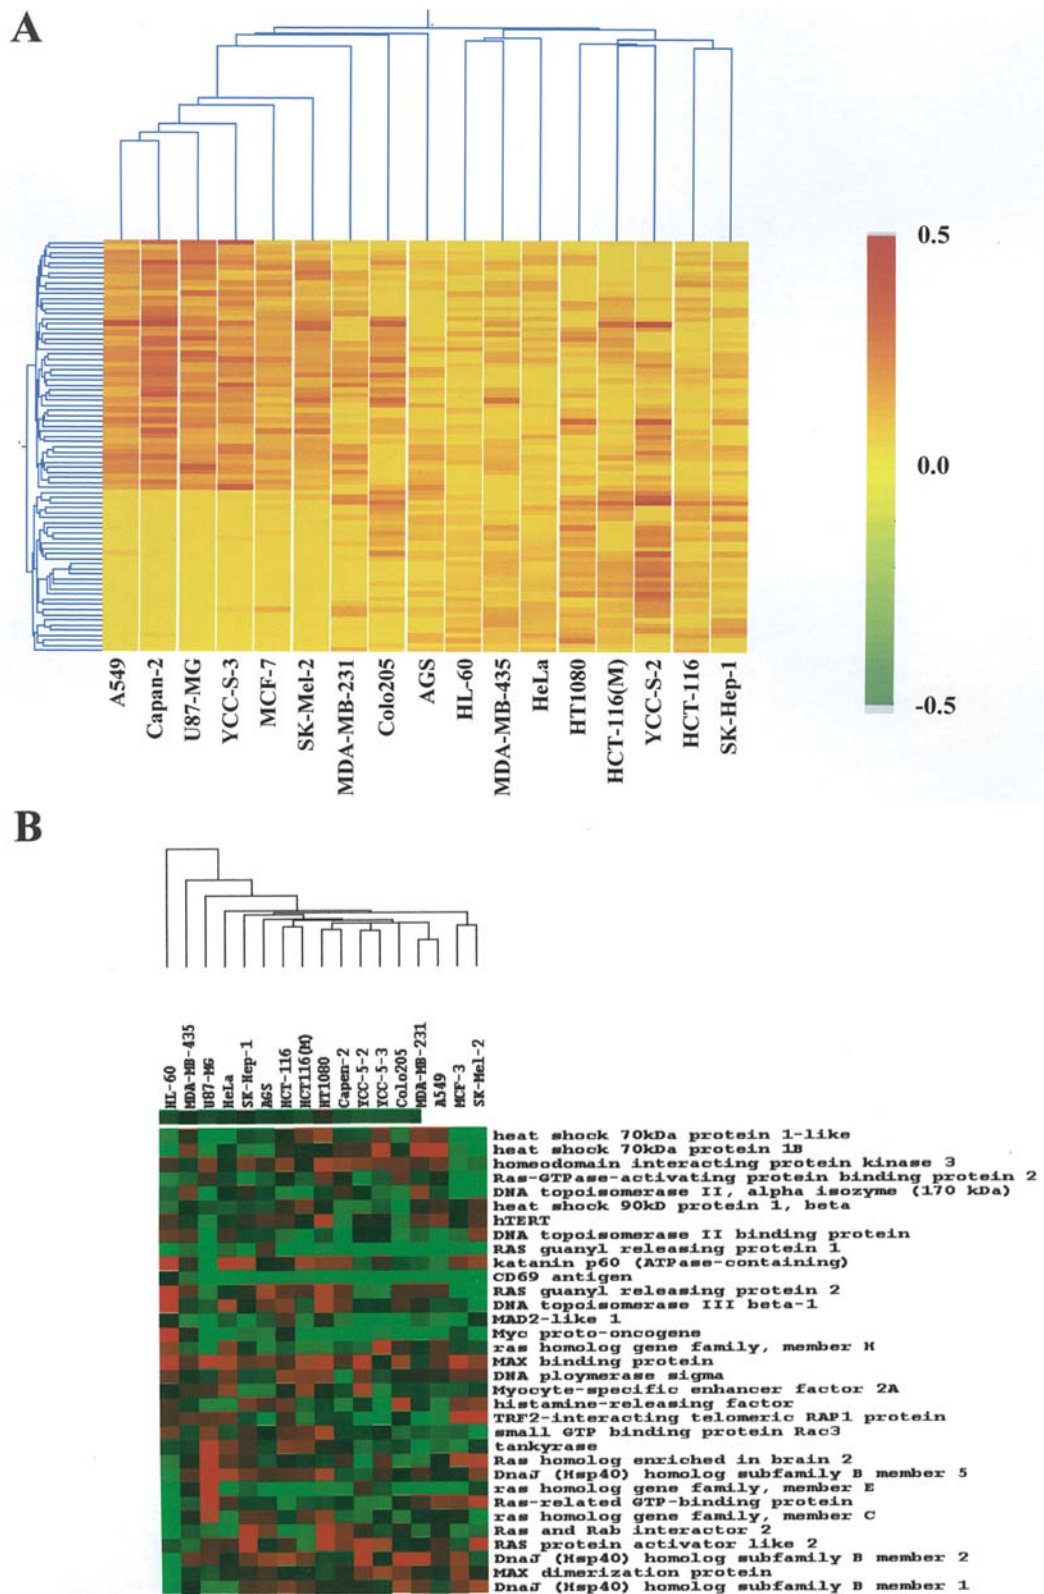 A
0.5
0.0
-0.5
A549
Capan-2
U87-MG
YCC-S-3
MCF-7
SK-Mel-2
MDA-MB-231
Colo205
AGS
HL-60
MDA-MB-435
HeLa
HT1080
HCT-116(M)
YCC-S-2
HCT-116
SK-Hep-1
B
HL-60
MDA-MB-435
U87-MG
HeLa
SK-Hep-1
AGS
HCT-116
HCT116(M)
HT1080
Capen-2
YCC-5-2
YCC-5-3
Colo205
MDA-MB-231
A549
MCF-3
SK-Mel-2
heat shock 70kDa protein 1-like
heat shock 70kDa protein 1B
homeodomain interacting protein kinase 3
Ras-GTPase-activating protein binding protein 2
DNA topoisomerase II, alpha isozyme (170 kDa)
heat shock 90kD protein 1, beta
hTERT
DNA topoisomerase II binding protein
RAS guanyl releasing protein 1
katanin p60 (ATPase-containing)
CD69 antigen
RAS guanyl releasing protein 2
DNA topoisomerase III beta-1
MAD2-like 1
Myc proto-oncogene
ras homolog gene family, member H
MAX binding protein
DNA ploymerase sigma
Myocyte-specific enhancer factor 2A
histamine-releasing factor
TRF2-interacting telomeric RAP1 protein
small GTP binding protein Rac3
tankyrase
Ras homolog enriched in brain 2
DnaJ (Hsp40) homolog subfamily B member 5
ras homolog gene family, member E
Ras-related GTP-binding protein
ras homolog gene family, member C
Ras and Rab interactor 2
RAS protein activator like 2
DnaJ (Hsp40) homolog subfamily B member 2
MAX dimerization protein
DnaJ (Hsp40) homolog subfamily B member 1